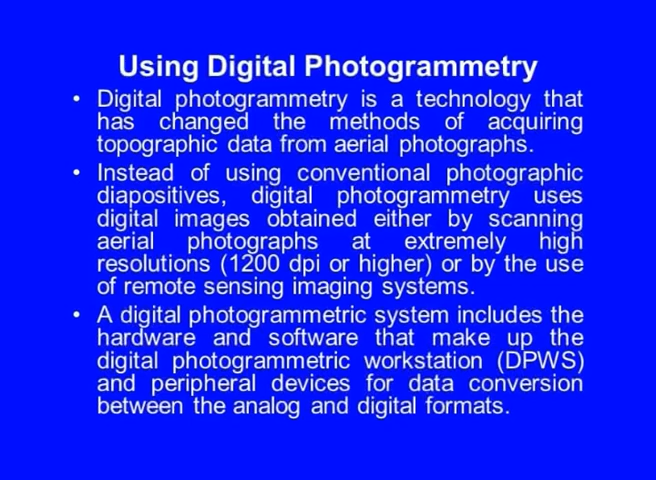 Using Digital Photogrammetry
• Digital photogrammetry is a technology that
has changed the methods of acquiring
topographic data from aerial photographs.
• Instead of using conventional photographic
diapositives, digital photogrammetry uses
digital images obtained either by scanning
aerial photographs at extremely high
resolutions (1200 dpi or higher) or by the use
of remote sensing imaging systems.
• A digital photogrammetric system includes the
hardware and software that make up the
digital photogrammetric workstation (DPWS)
and peripheral devices for data conversion
between the analog and digital formats.